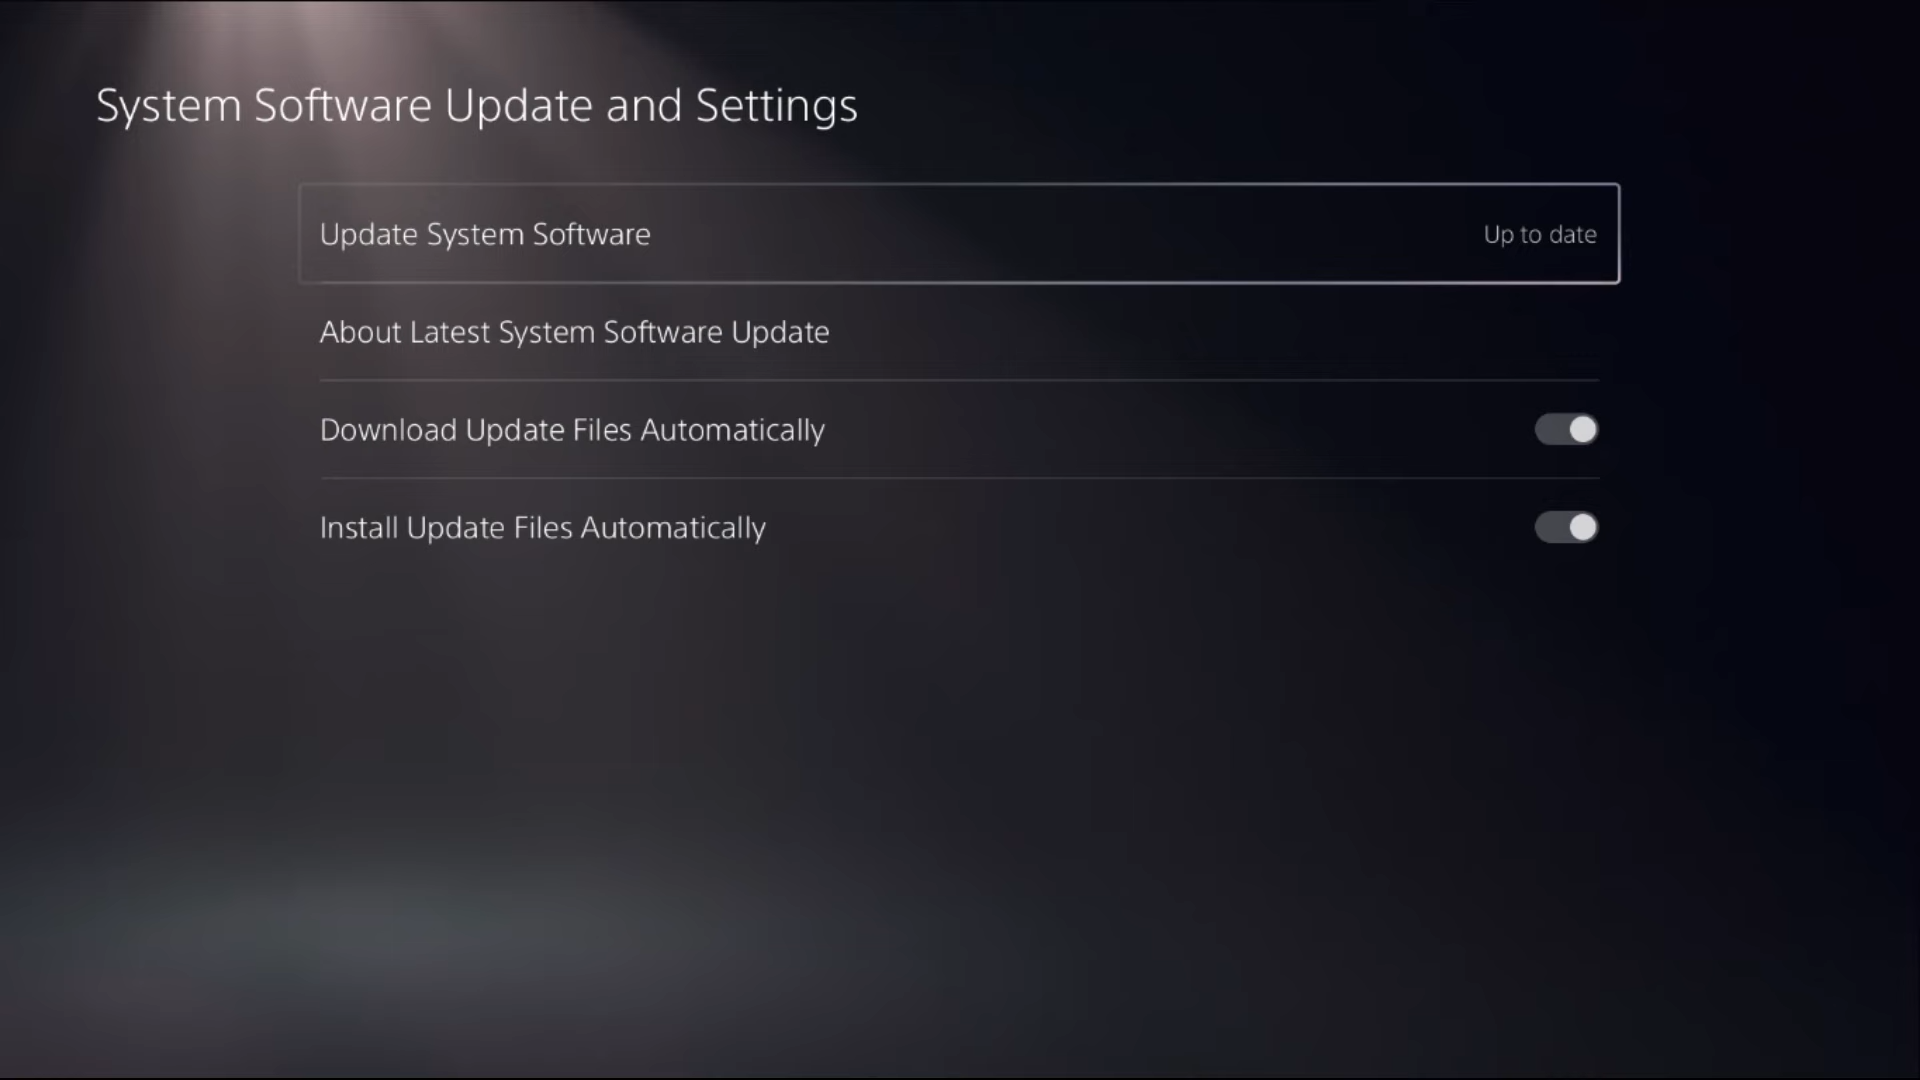 System Software Update and Settings
Update System Software Up to date
About Latest System Software Update
Download Update Files Automatically
Install Update Files Automatically